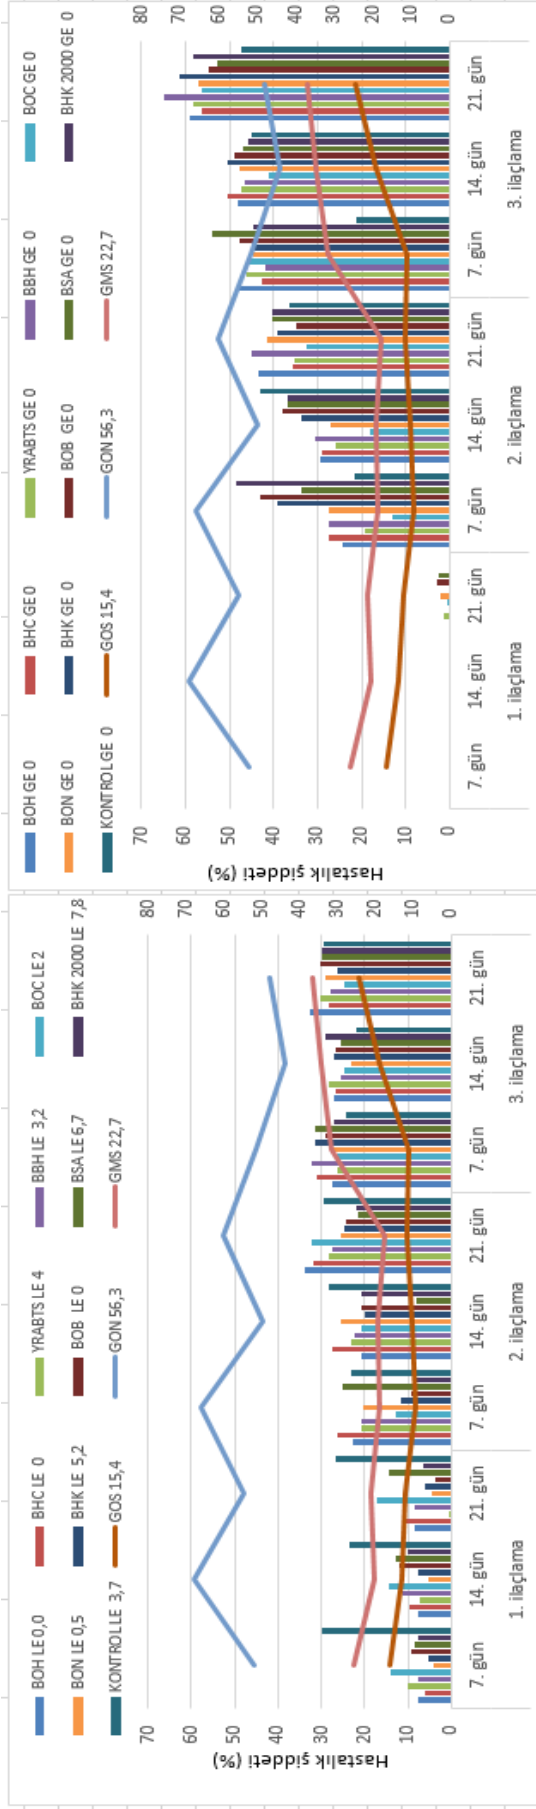 BOH LE 0,0 BHC LE 0 YRABTS LE 4 BBH LE 3,2 BOC LE 2
BON LE 0,5 BHK LE 5,2 BOB LE 0 BSA LE 6,7 BHK 2000 LE 7,8
KONTROL LE 3,7 GOS 15,4 GON 56,3 GMS 22,7
Hastalık şiddeti (%)
70
60
50
40
30
20
10
0
80
70
60
50
40
30
20
10
0
7. gün 14. gün 21. gün 7. gün 14. gün 21. gün 7. gün 14. gün 21. gün
1. ilaçlama 2. ilaçlama 3. ilaçlama
BOH GE 0 BHC GE 0 YRABTS GE 0 BBH GE 0 BOC GE 0
BON GE 0 BHK GE 0 BOB GE 0 BSA GE 0 BHK 2000 GE 0
KONTROL GE 0 GOS 15,4 GON 56,3 GMS 22,7
Hastalık şiddeti (%)
70
60
50
40
30
20
10
0
80
70
60
50
40
30
20
10
0
7. gün 14. gün 21. gün 7. gün 14. gün 21. gün 7. gün 14. gün 21. gün
1. ilaçlama 2. ilaçlama 3. ilaçlama